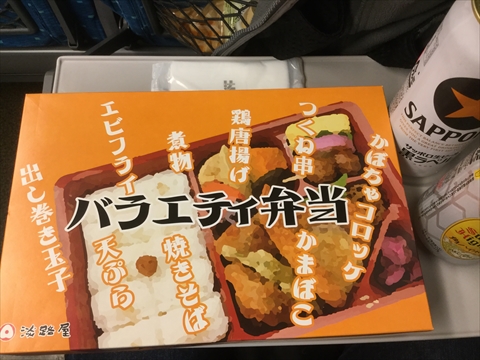 バラエティ弁当
かぼちゃコロッケ
つくね串
かまぼこ
鶏唐揚げ
煮物
焼きそば
エビフライ
天ぷら
出し巻き玉子
淡路屋
SAPPO